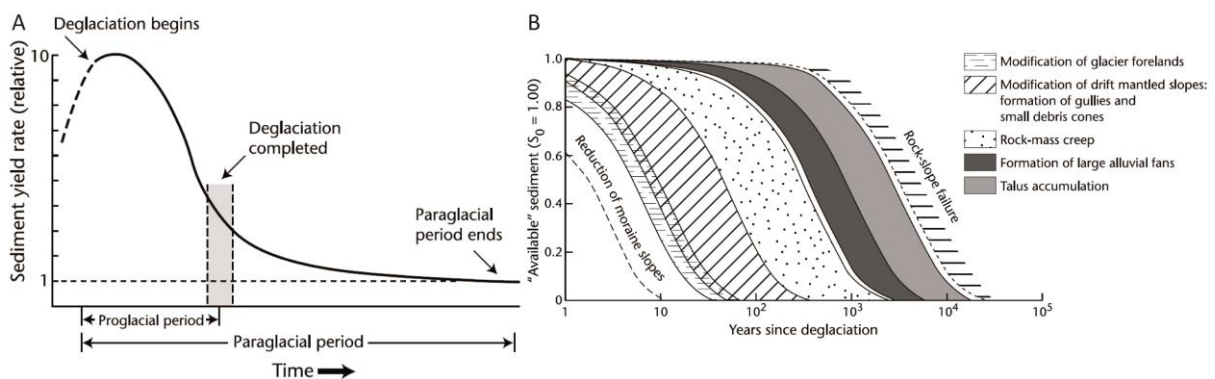 A
Deglaciation begins
10
Sediment yield rate (relative)
Deglaciation
completed
Paraglacial
period ends
1
Proglacial period
Paraglacial period
Time
B
"Available" sediment (S₀ = 1.00)
1.0
0.8
0.6
0.4
0.2
0
Reduction of moraine slopes
Rock-slope failure
1
10
10²
10³
10⁴
10⁵
Years since deglaciation
Modification of glacier forelands
Modification of drift mantled slopes:
formation of gullies and
small debris cones
Rock-mass creep
Formation of large alluvial fans
Talus accumulation